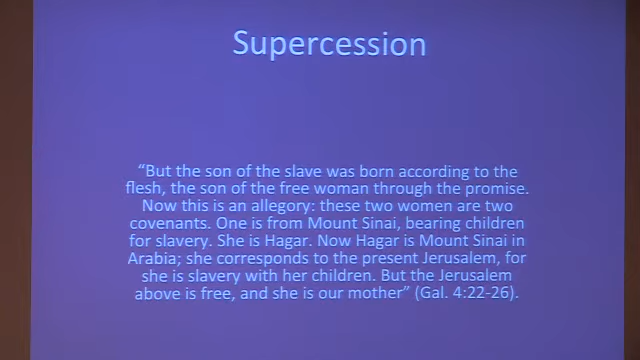 Supercession
“But the son of the slave was born according to the
flesh, the son of the free woman through the promise.
Now this is an allegory: these two women are two
covenants. One is from Mount Sinai, bearing children
for slavery. She is Hagar. Now Hagar is Mount Sinai in
Arabia; she corresponds to the present Jerusalem, for
she is slavery with her children. But the Jerusalem
above is free, and she is our mother” (Gal. 4:22-26).